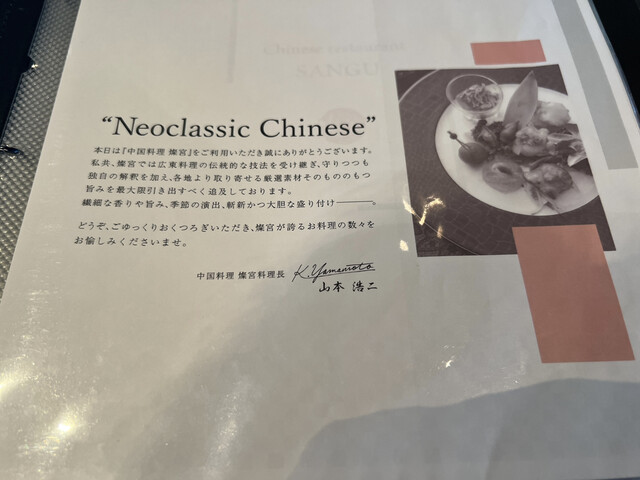 Chinese restaurant
SANGU
“Neoclassic Chinese”
本日は『中国料理 燦宮』をご利用いただき誠にありがとうございます。
私共、燦宮では広東料理の伝統的な技法を受け継ぎ、守りつつも
独自の解釈を加え、各地より取り寄せる厳選素材そのもののもつ
旨みを最大限引き出すべく追及しております。
繊細な香りや旨み、季節の演出、斬新かつ大胆な盛り付け―――。
どうぞ、ごゆっくりおくつろぎいただき、燦宮が誇るお料理の数々を
お愉しみくださいませ。
中国料理 燦宮料理長 K.Yamamoto
山本 浩二